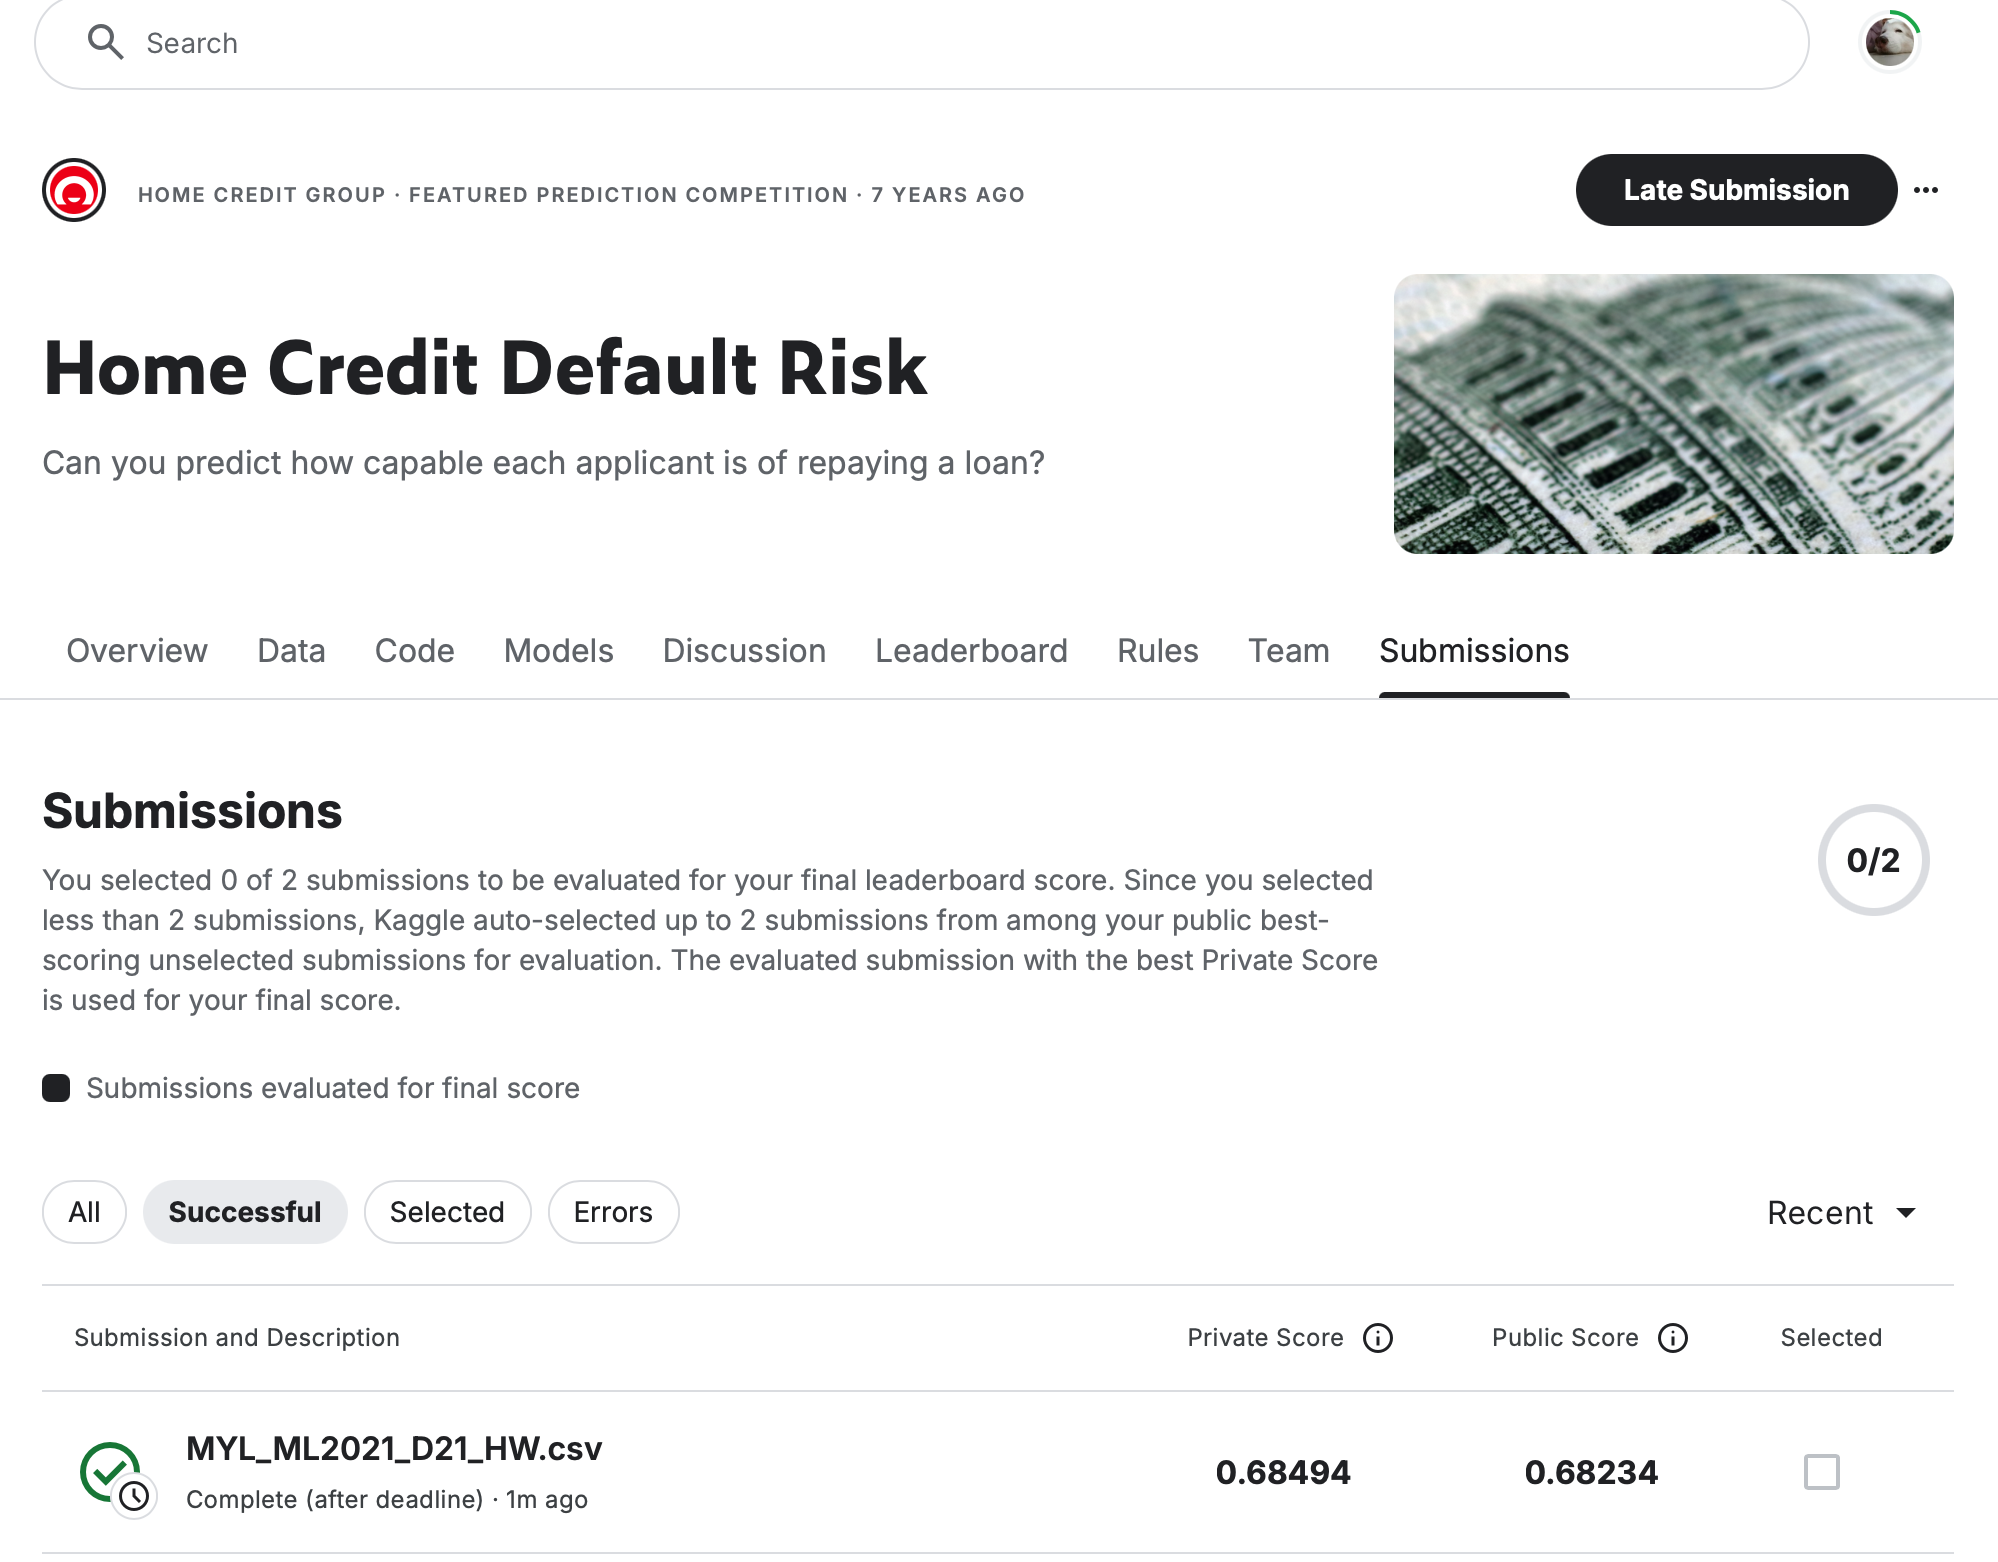 Search
HOME CREDIT GROUP · FEATURED PREDICTION COMPETITION · 7 YEARS AGO
Late Submission
Home Credit Default Risk
Can you predict how capable each applicant is of repaying a loan?
Overview Data Code Models Discussion Leaderboard Rules Team Submissions
Submissions
0/2
You selected 0 of 2 submissions to be evaluated for your final leaderboard score. Since you selected
less than 2 submissions, Kaggle auto-selected up to 2 submissions from among your public best-
scoring unselected submissions for evaluation. The evaluated submission with the best Private Score
is used for your final score.
Submissions evaluated for final score
All Successful Selected Errors Recent
Submission and Description Private Score Public Score Selected
MYL_ML2021_D21_HW.csv
0.68494 0.68234
Complete (after deadline) · 1m ago